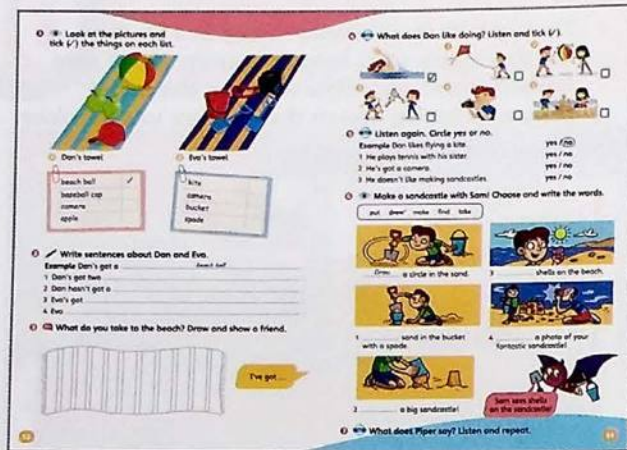 Look at the pictures and
tick (✓) the things on each list.
Dan's towel
Eva's towel
beach ball ✓
baseball cap
camera
apple
kite
camera
bucket
spade
Write sentences about Dan and Eva.
Example Dan's got a beach ball
1 Dan's got two
2 Dan hasn't got a
3 Eva's got
4 Eva
What do you take to the beach? Draw and show a friend.
I've got ...
What does Dan like doing? Listen and tick (✓).
Listen again. Circle yes or no.
Example Dan likes flying a kite. yes / no
1 He plays tennis with his sister. yes / no
2 He's got a camera. yes / no
3 He doesn't like making sandcastles. yes / no
Make a sandcastle with Sam! Choose and write the words.
put draw make find take
Draw a circle in the sand.
3 shells on the beach.
1 sand in the bucket
with a spade.
4 a photo of your
fantastic sandcastle!
2 a big sandcastle!
Sam sees shells
on the sandcastle!
What does Piper say? Listen and repeat.